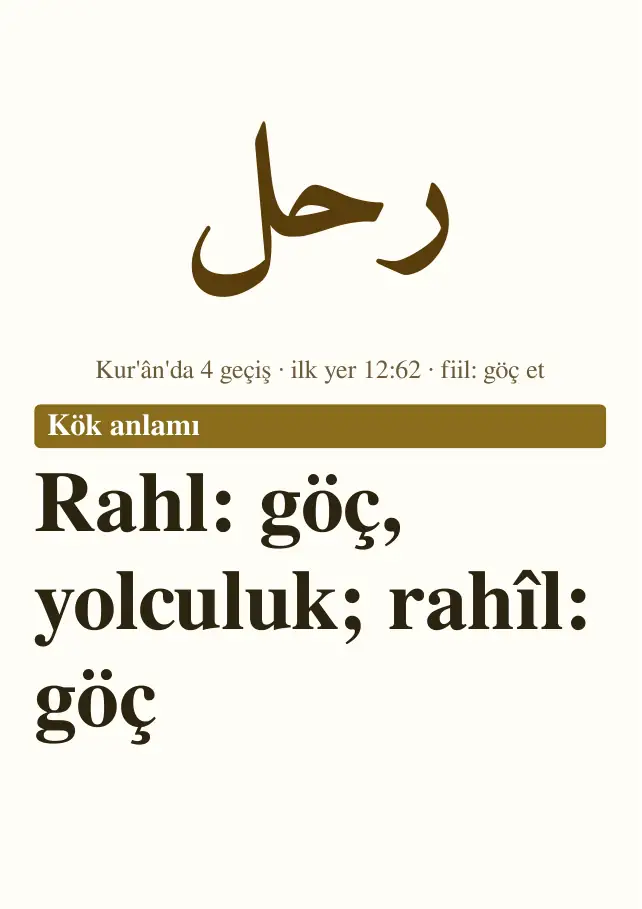 رحل
Kur'ân'da 4 geçiş · ilk yer 12:62 · fiil: göç et
Kök anlamı
Rahl: göç,
yolculuk; rahîl:
göç